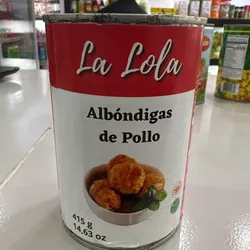 La Lola
Albóndigas
de Pollo
415 g
14,63 oz